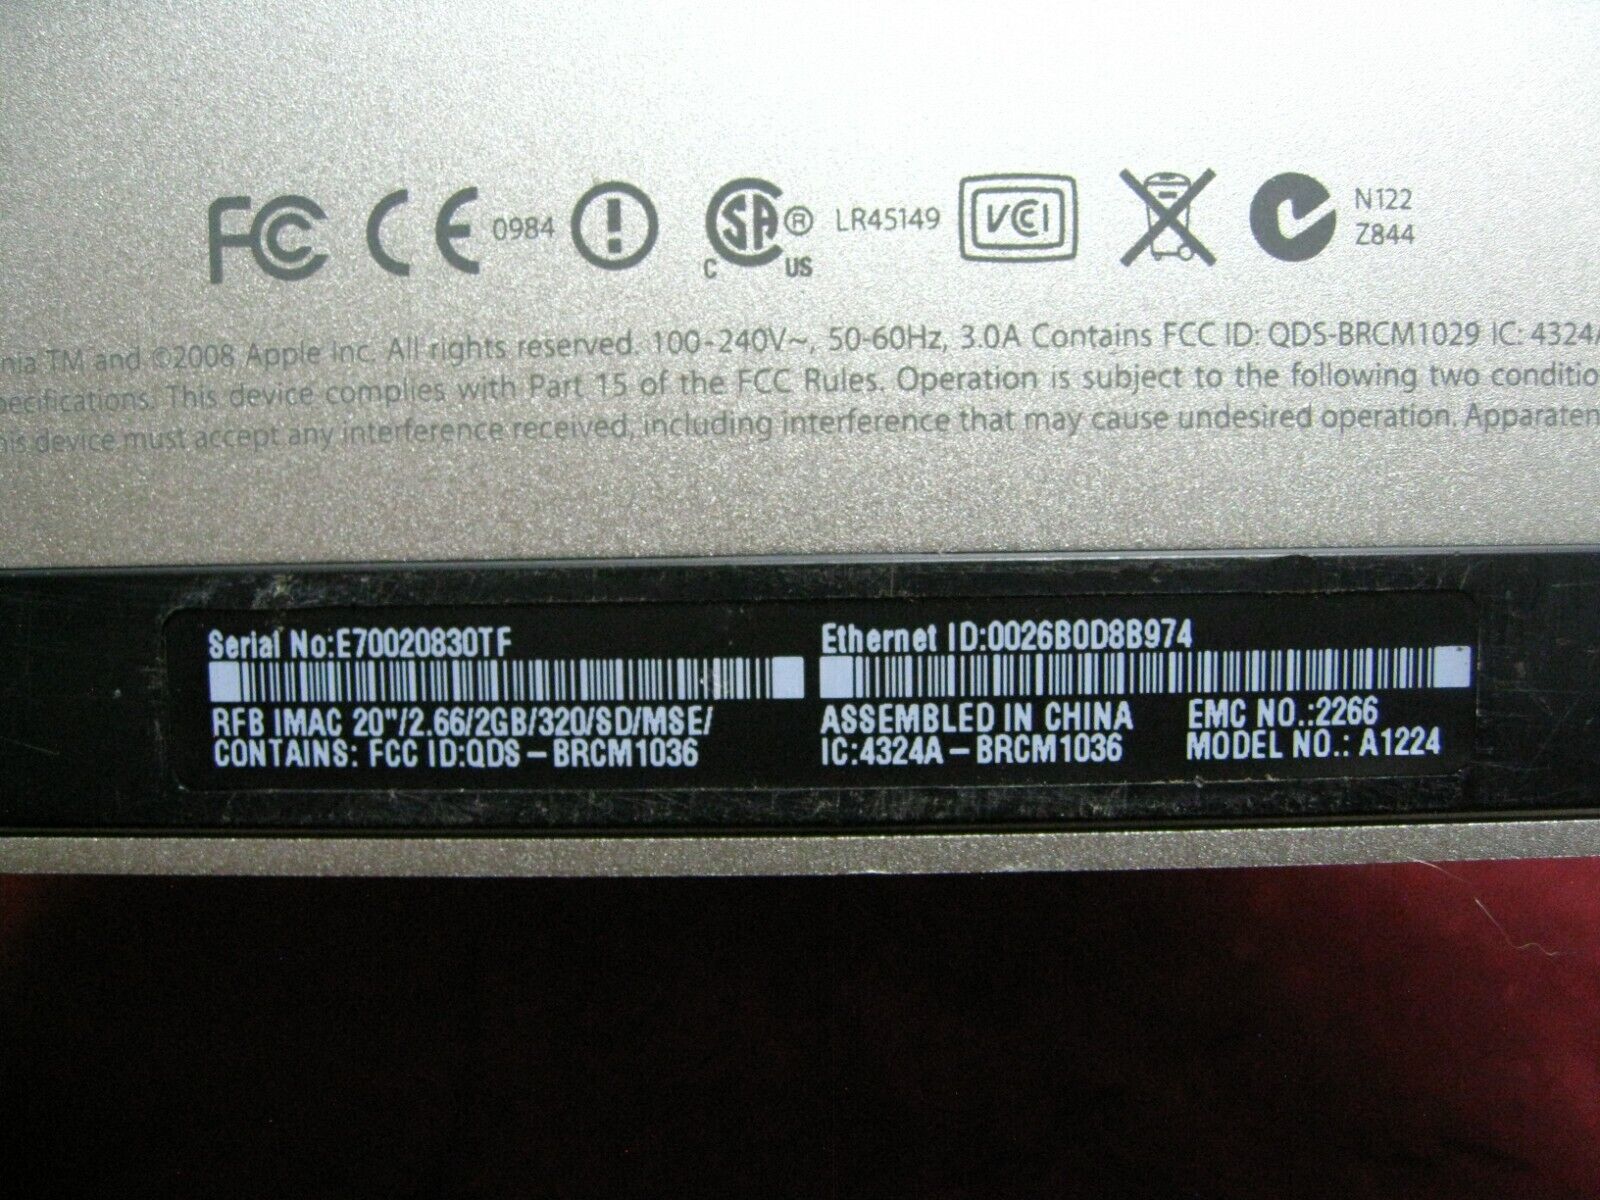 FC CE 0984 ! C SA ® US LR45149 VCI N122
Z844
nia TM and ©2008 Apple Inc. All rights reserved. 100-240V~, 50-60Hz, 3.0A Contains FCC ID: QDS-BRCM1029 IC: 4324A
pecifications. This device complies with Part 15 of the FCC Rules. Operation is subject to the following two conditio
his device must accept any interference received, including interference that may cause undesired operation. Apparaten
Serial No:E70020830TF
RFB IMAC 20"/2.66/2GB/320/SD/MSE/
CONTAINS: FCC ID:QDS-BRCM1036
Ethernet ID:0026B0D8B974
ASSEMBLED IN CHINA EMC NO.:2266
IC:4324A-BRCM1036 MODEL NO.: A1224